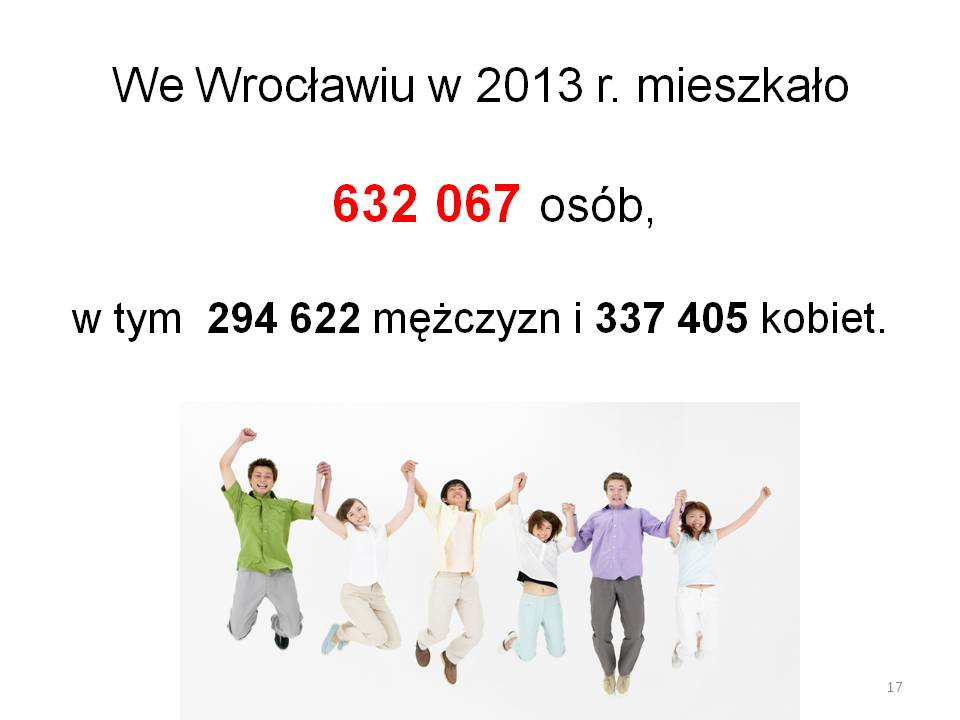 We Wrocławiu w 2013 r. mieszkało
632 067 osób,
w tym 294 622 mężczyzn i 337 405 kobiet.
17